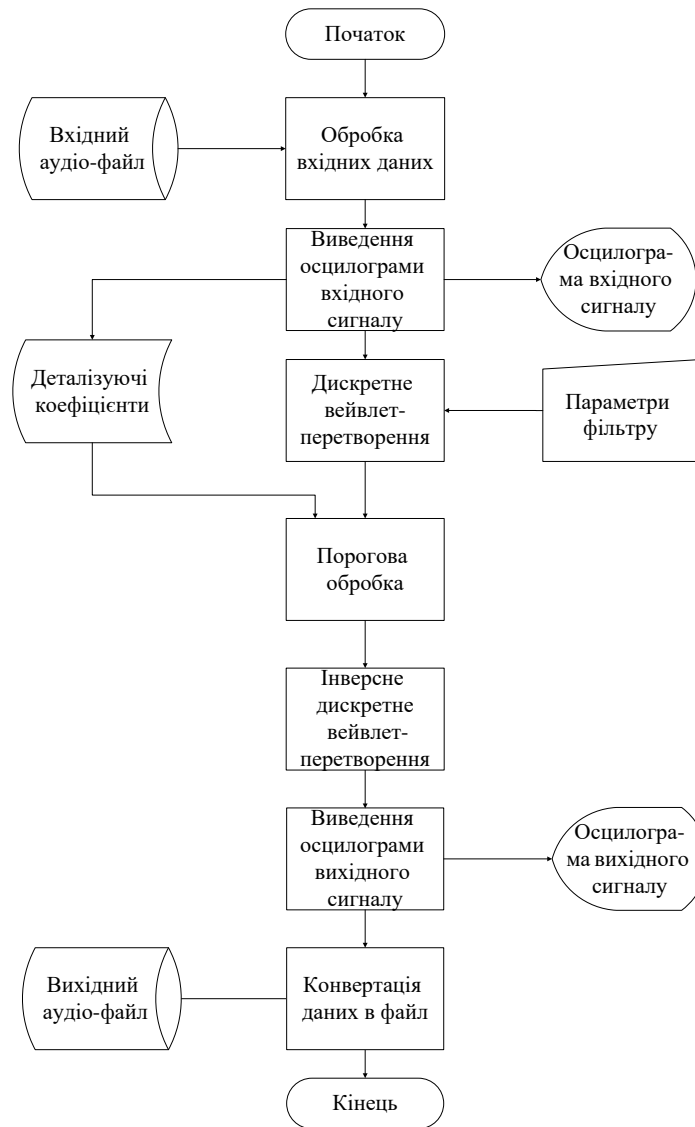 Початок
Вхідний
аудіо-файл
Обробка
вхідних даних
Виведення
осцилограми
вхідного
сигналу
Осцилогра-
ма вхідного
сигналу
Деталізуючі
коефіцієнти
Дискретне
вейвлет-
перетворення
Параметри
фільтру
Порогова
обробка
Інверсне
дискретне
вейвлет-
перетворення
Виведення
осцилограми
вихідного
сигналу
Осцилогра-
ма вихідного
сигналу
Вихідний
аудіо-файл
Конвертація
даних в файл
Кінець